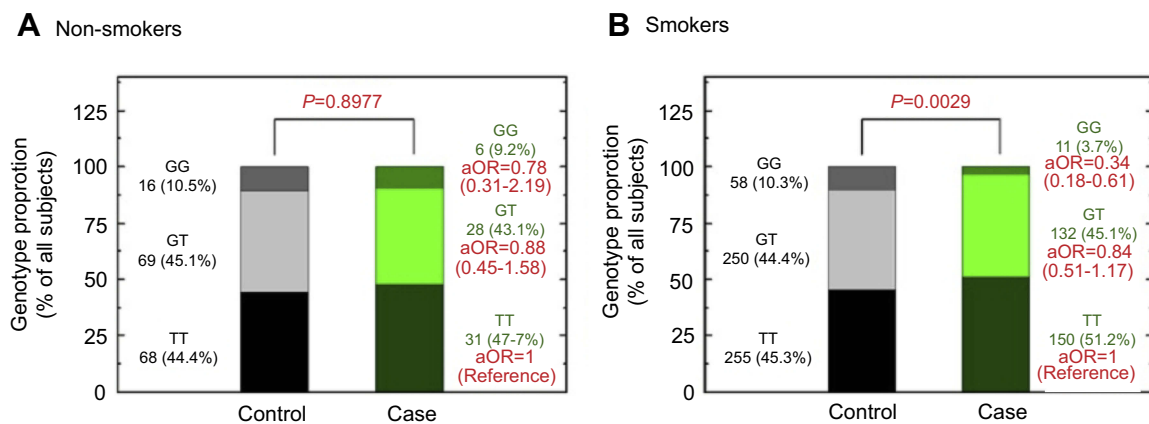 A Non-smokers
Genotype proprotion
(% of all subjects)
125
100
75
50
25
0
P=0.8977
GG
16 (10.5%)
GT
69 (45.1%)
TT
68 (44.4%)
GG
6 (9.2%)
aOR=0.78
(0.31-2.19)
GT
28 (43.1%)
aOR=0.88
(0.45-1.58)
TT
31 (47-7%)
aOR=1
(Reference)
Control
Case
B Smokers
Genotype proprotion
(% of all subjects)
125
100
75
50
25
0
P=0.0029
GG
58 (10.3%)
GT
250 (44.4%)
TT
255 (45.3%)
GG
11 (3.7%)
aOR=0.34
(0.18-0.61)
GT
132 (45.1%)
aOR=0.84
(0.51-1.17)
TT
150 (51.2%)
aOR=1
(Reference)
Control
Case